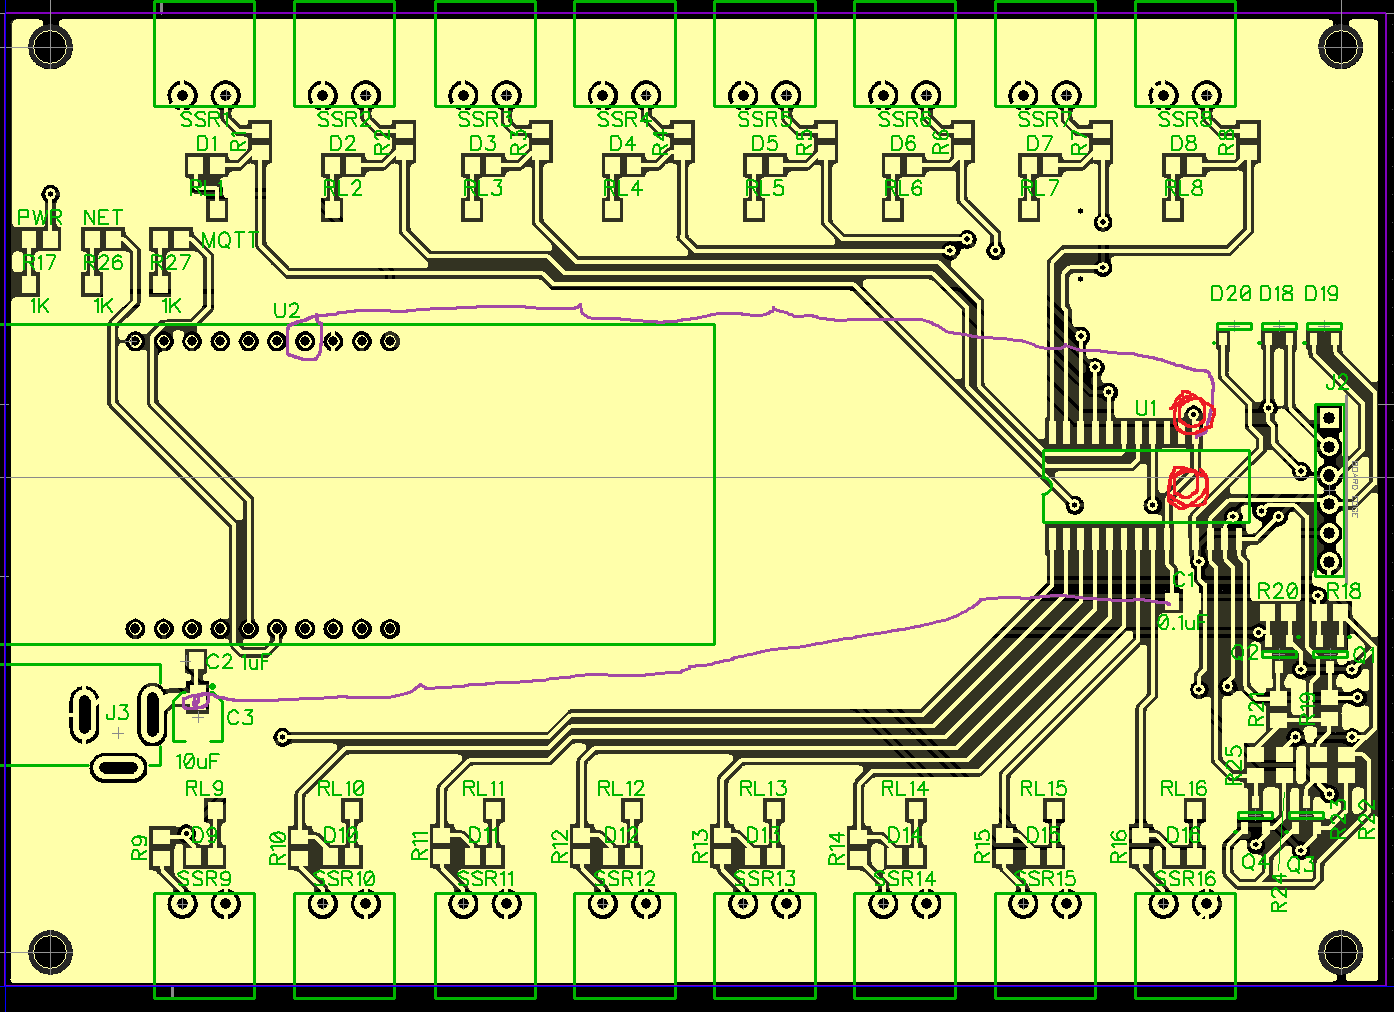 SSR1 SSR2 SSR3 SSR4 SSR5 SSR6 SSR7 SSR8
D1 R1 D2 R2 D3 R3 D4 R4 D5 R5 D6 R6 D7 R7 D8 R8
RL1 RL2 RL3 RL4 RL5 RL6 RL7 RL8
PWR NET MQTT
R17 R26 R27
1K 1K 1K
D20 D18 D19
U2
J2
U1
BOARD EDGE
C1
0.1uF
R20 R18
C2 1uF
Q2 Q1
J3 C3
R21 R19
10uF
R25
RL9 RL10 RL11 RL12 RL13 RL14 RL15 RL16
R23 R22
R9 D9 R10 D10 R11 D11 R12 D12 R13 D13 R14 D14 R15 D15 R16 D16
Q4 Q3
SSR9 SSR10 SSR11 SSR12 SSR13 SSR14 SSR15 SSR16
R24